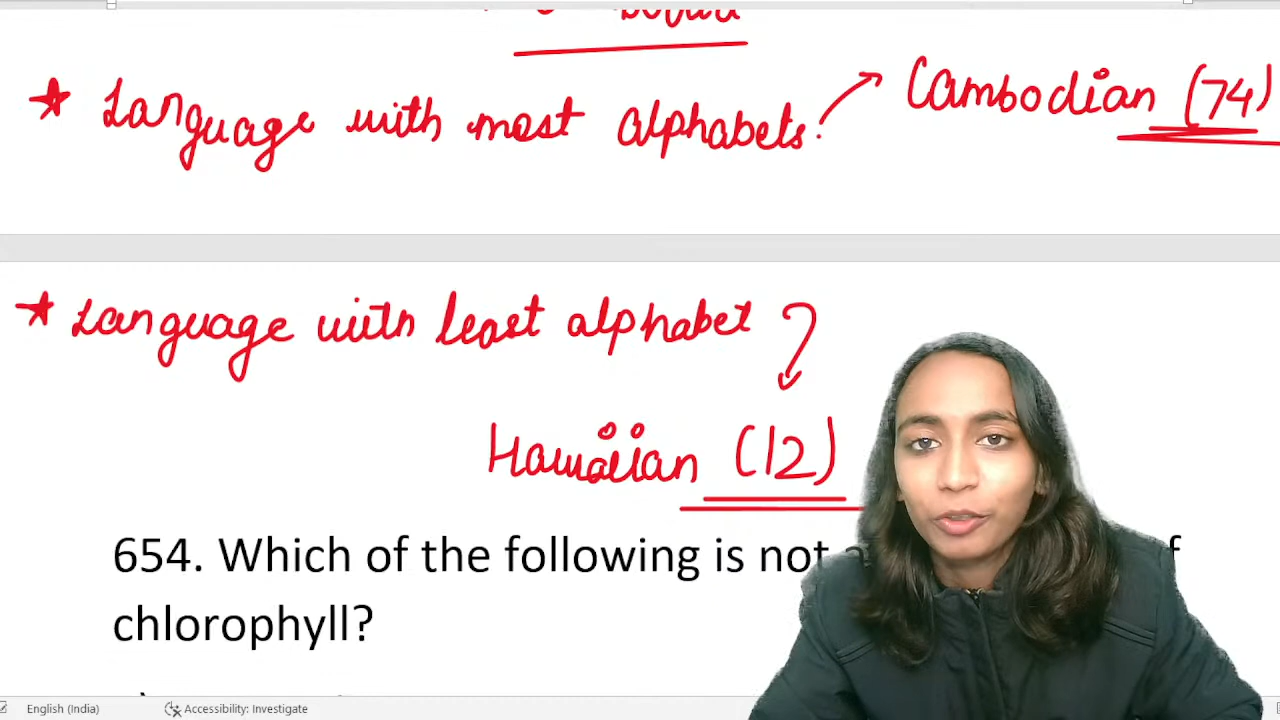 ★ Language with most alphabets. → Cambodian (74)
★ Language with least alphabet
Hawaiian (12)
654. Which of the following is not a
chlorophyll?
English (India) Accessibility: Investigate